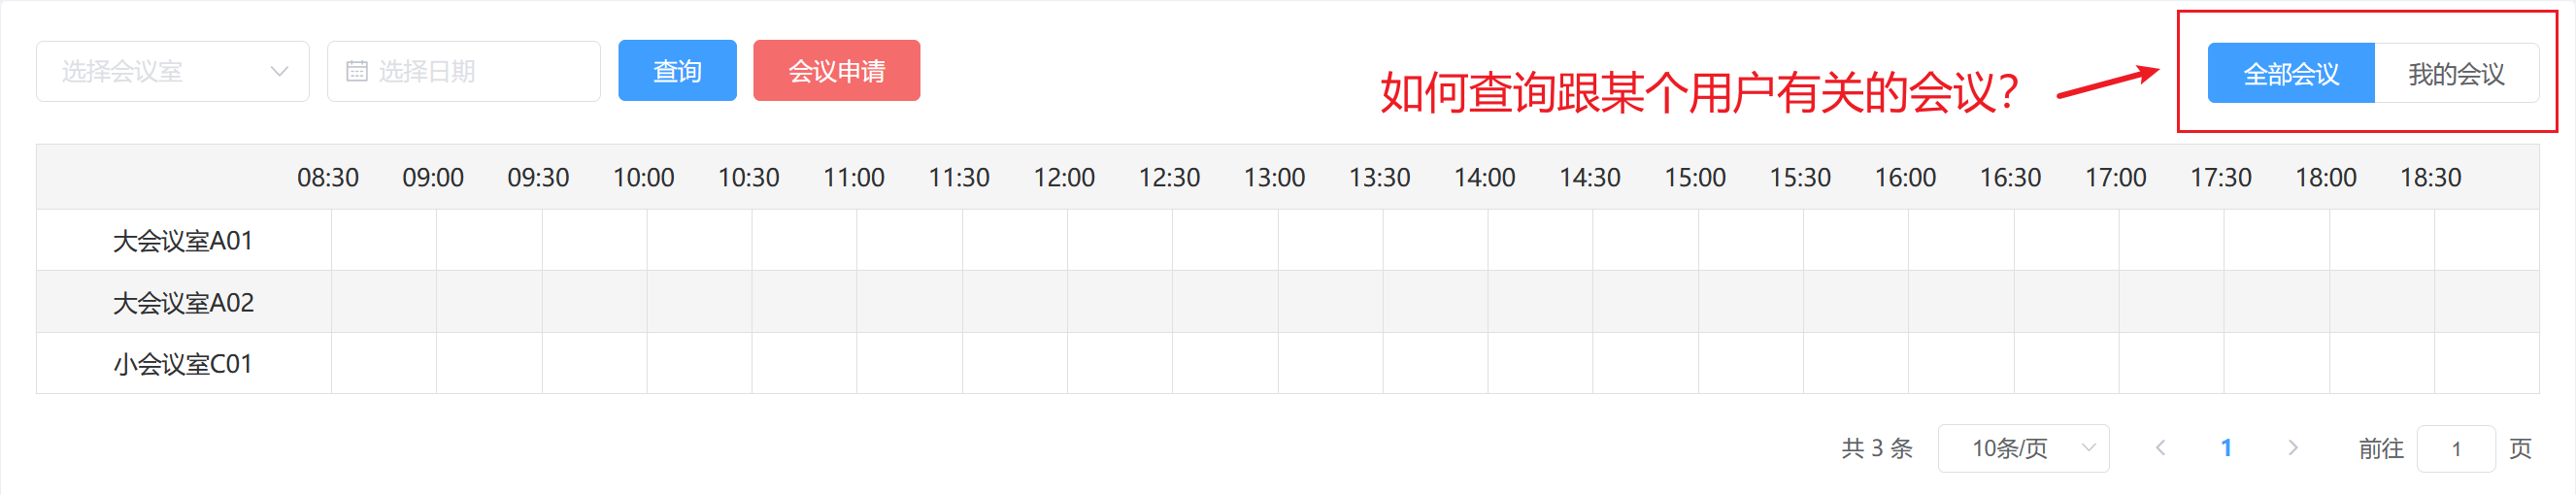 选择会议室 选择日期 查询 会议申请 如何查询跟某个用户有关的会议？ 全部会议 我的会议
08:30 09:00 09:30 10:00 10:30 11:00 11:30 12:00 12:30 13:00 13:30 14:00 14:30 15:00 15:30 16:00 16:30 17:00 17:30 18:00 18:30
大会议室A01
大会议室A02
小会议室C01
共 3 条 10条/页 1 前往 1 页